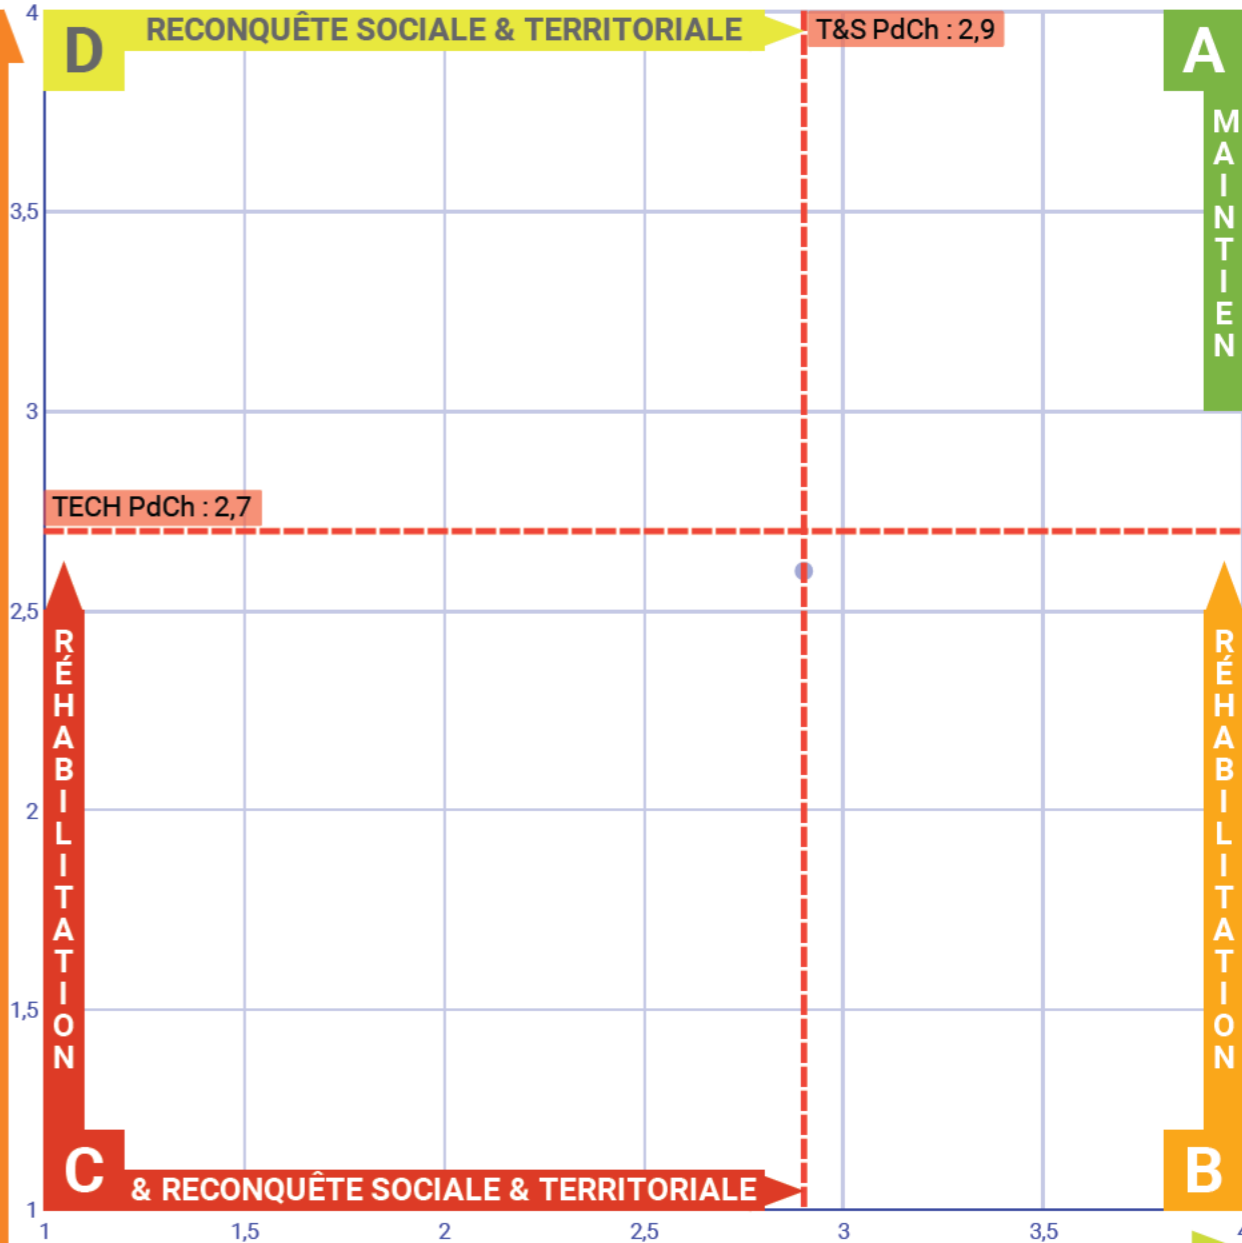 4
D
RECONQUÊTE SOCIALE & TERRITORIALE
T&S PdCh : 2,9
A
MAINTIEN
3,5
3
TECH PdCh : 2,7
2,5
RÉHABILITATION
RÉHABILITATION
2
1,5
C
& RECONQUÊTE SOCIALE & TERRITORIALE
B
1
1
1,5
2
2,5
3
3,5